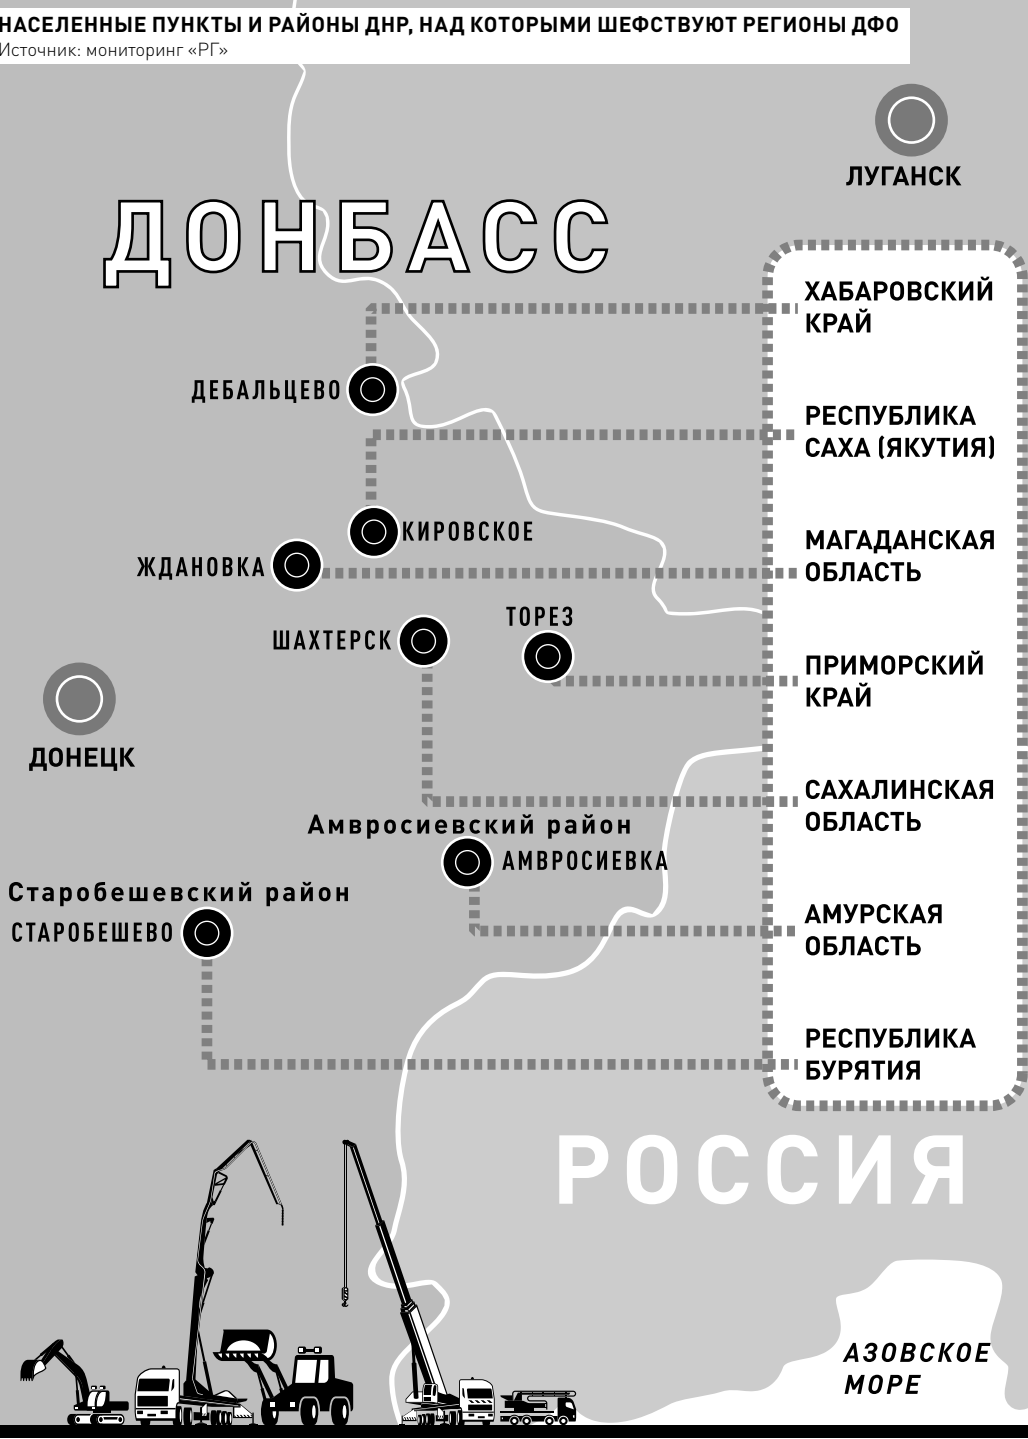 НАСЕЛЕННЫЕ ПУНКТЫ И РАЙОНЫ ДНР, НАД КОТОРЫМИ ШЕФСТВУЮТ РЕГИОНЫ ДФО
Источник: мониторинг «РГ»
ЛУГАНСК
ДОНБАСС
ХАБАРОВСКИЙ
КРАЙ
ДЕБАЛЬЦЕВО
РЕСПУБЛИКА
САХА (ЯКУТИЯ)
КИРОВСКОЕ
МАГАДАНСКАЯ
ОБЛАСТЬ
ЖДАНОВКА
ТОРЕЗ
ШАХТЕРСК
ПРИМОРСКИЙ
КРАЙ
ДОНЕЦК
САХАЛИНСКАЯ
ОБЛАСТЬ
Амвросиевский район
АМВРОСИЕВКА
Старобешевский район
СТАРОБЕШЕВО
АМУРСКАЯ
ОБЛАСТЬ
РЕСПУБЛИКА
БУРЯТИЯ
РОССИЯ
АЗОВСКОЕ
МОРЕ